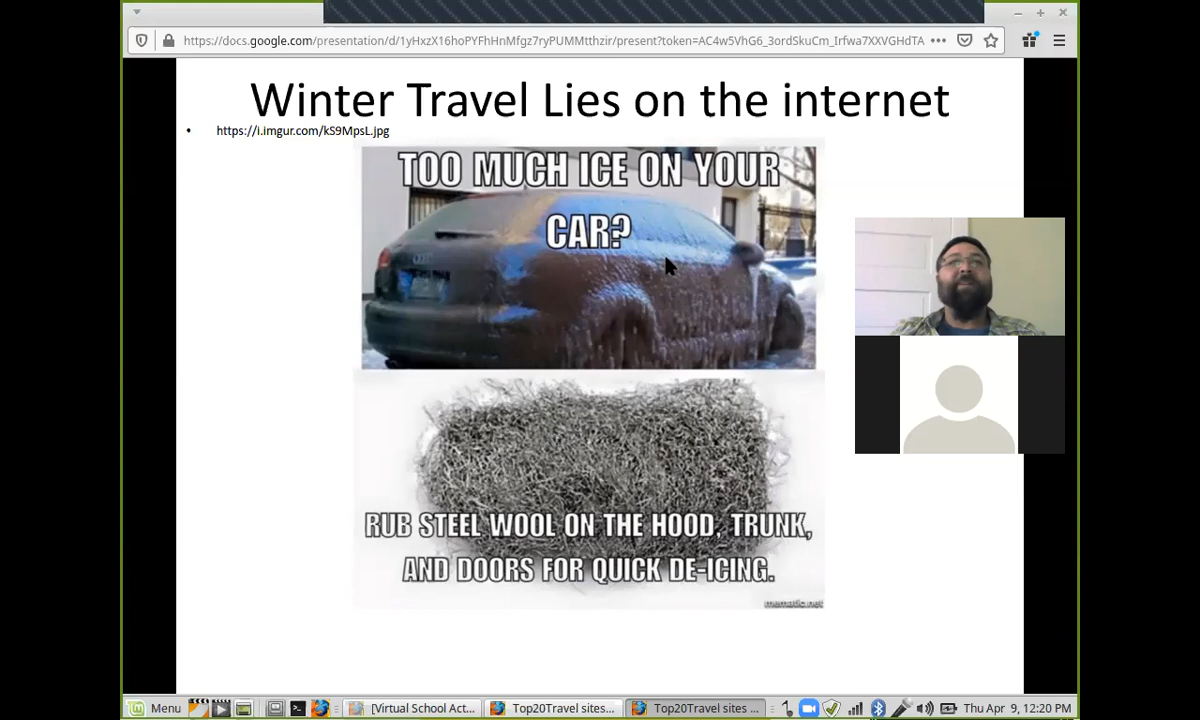 https://docs.google.com/presentation/d/1yHxzX16hoPYFhHnMfgz7ryPUMMtthzir/present?token=AC4w5VhG6_3ordSkuCm_Irfwa7XXVGHdTA
Winter Travel Lies on the internet
• https://i.imgur.com/kS9MpsL.jpg
TOO MUCH ICE ON YOUR
CAR?
RUB STEEL WOOL ON THE HOOD, TRUNK,
AND DOORS FOR QUICK DE-ICING.
mematic.net
Menu [Virtual School Act... Top20Travel sites... Top20Travel sites ... Thu Apr 9, 12:20 PM